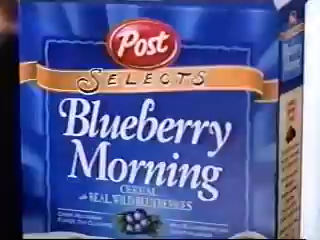 Post
SELECTS
Blueberry
Morning
CEREAL
with REAL WILD BLUEBERRIES